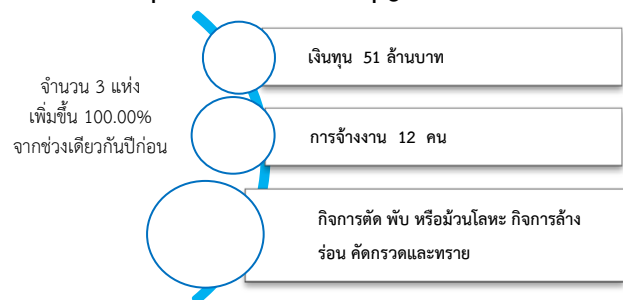 จำนวน 3 แห่ง
เพิ่มขึ้น 100.00%
จากช่วงเดียวกันปีก่อน
เงินทุน 51 ล้านบาท
การจ้างงาน 12 คน
กิจการตัด พับ หรือม้วนโลหะ กิจการล้าง
ร่อน คัดกรวดและทราย